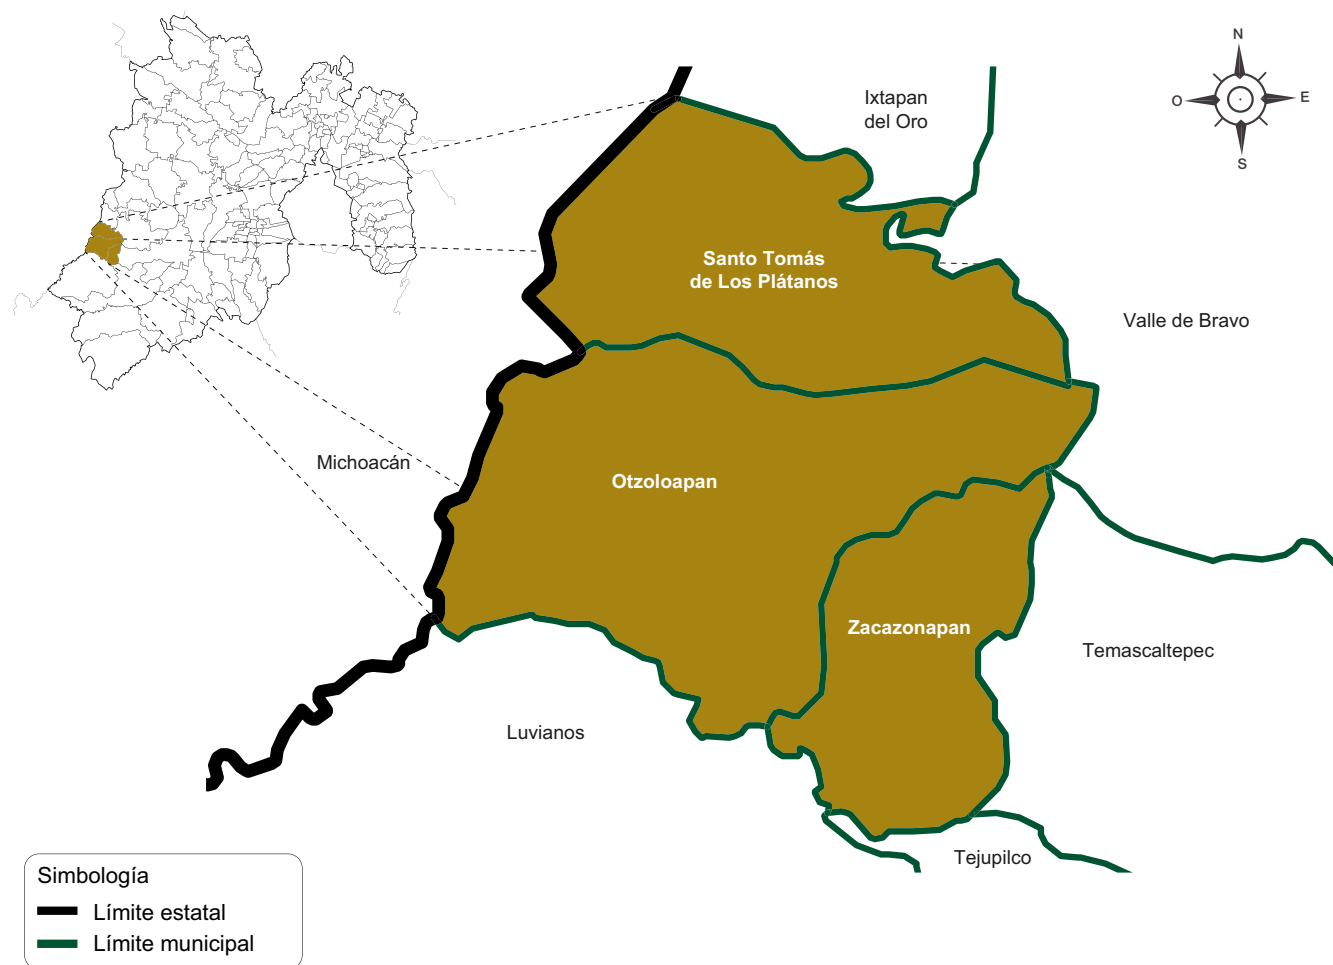 N
O
E
S
Ixtapan
del Oro
Santo Tomás
de Los Plátanos
Valle de Bravo
Michoacán
Otzoloapan
Zacazonapan
Temascaltepec
Luvianos
Tejupilco
Simbología
Límite estatal
Límite municipal